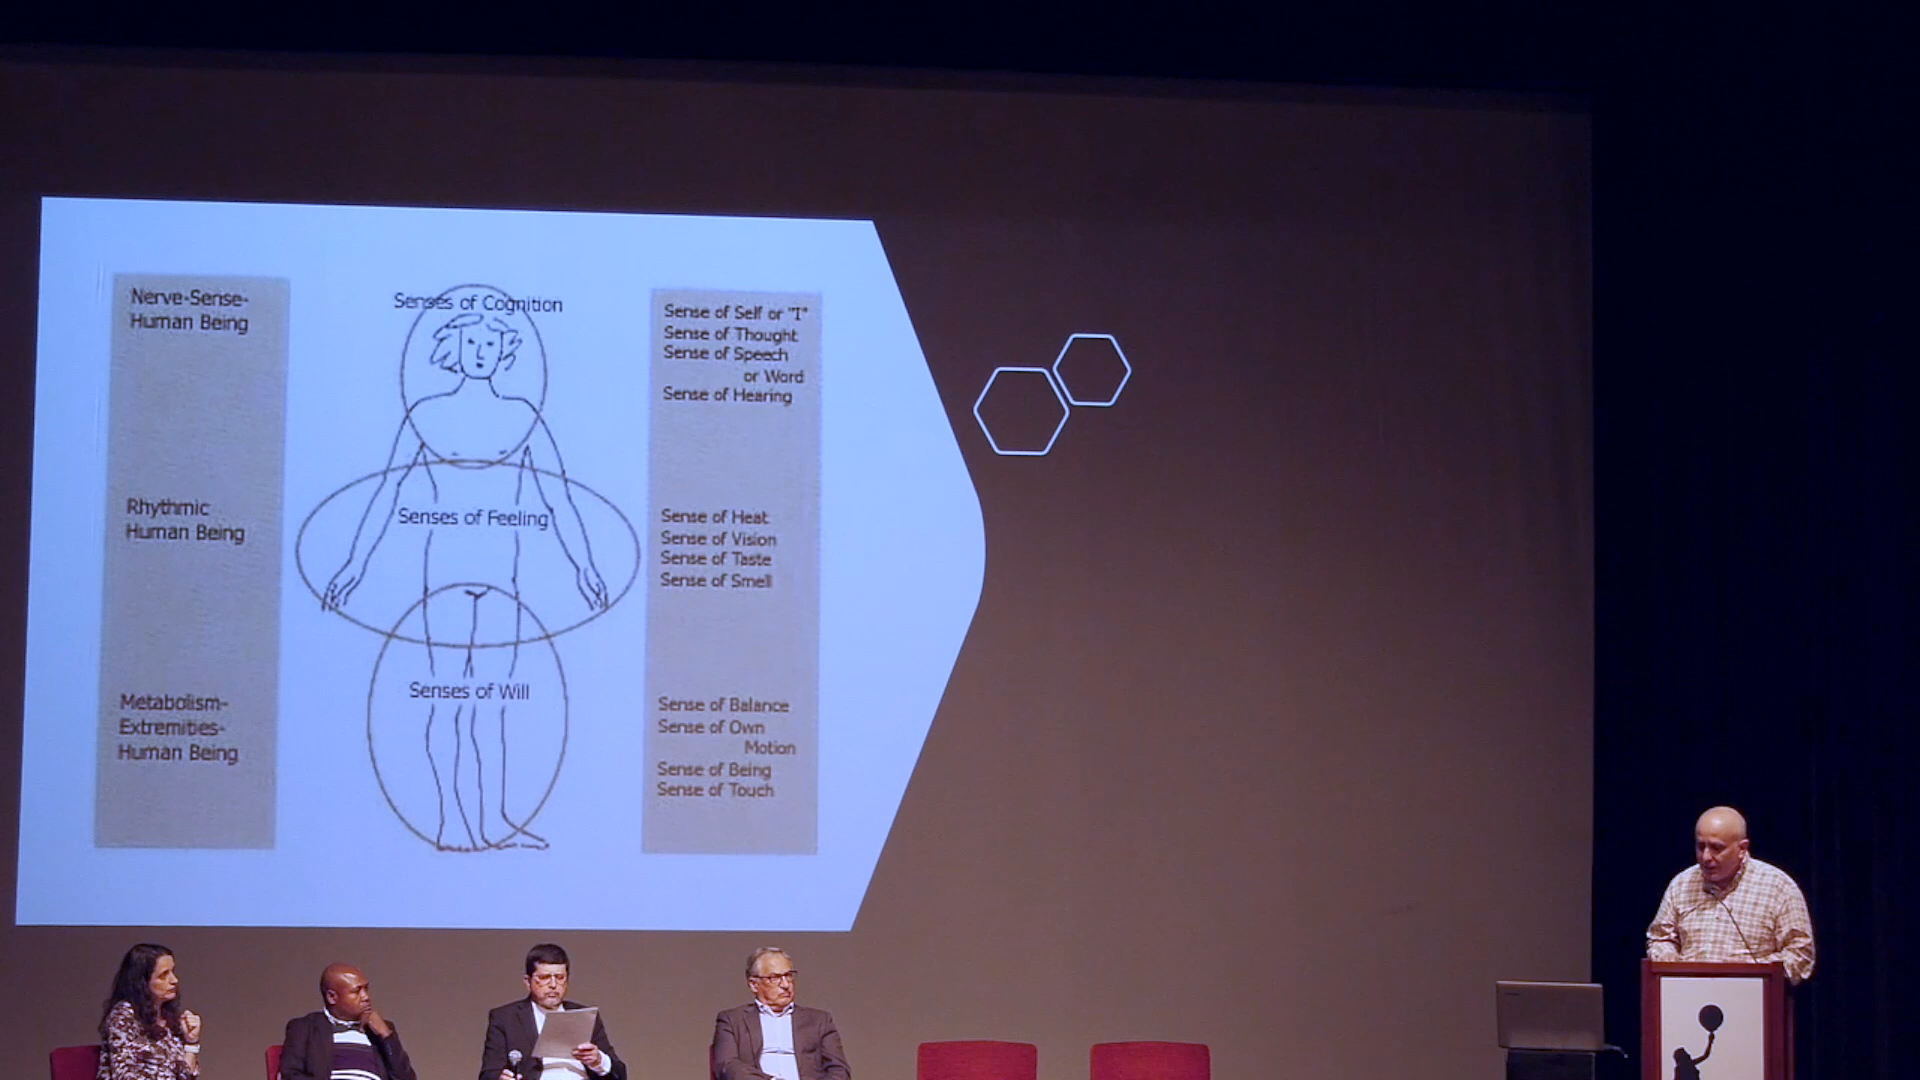 Nerve-Sense-
Human Being
Senses of Cognition
Sense of Self or "I"
Sense of Thought
Sense of Speech
or Word
Sense of Hearing
Rhythmic
Human Being
Senses of Feeling
Sense of Heat
Sense of Vision
Sense of Taste
Sense of Smell
Metabolism-
Extremities-
Human Being
Senses of Will
Sense of Balance
Sense of Own
Motion
Sense of Being
Sense of Touch